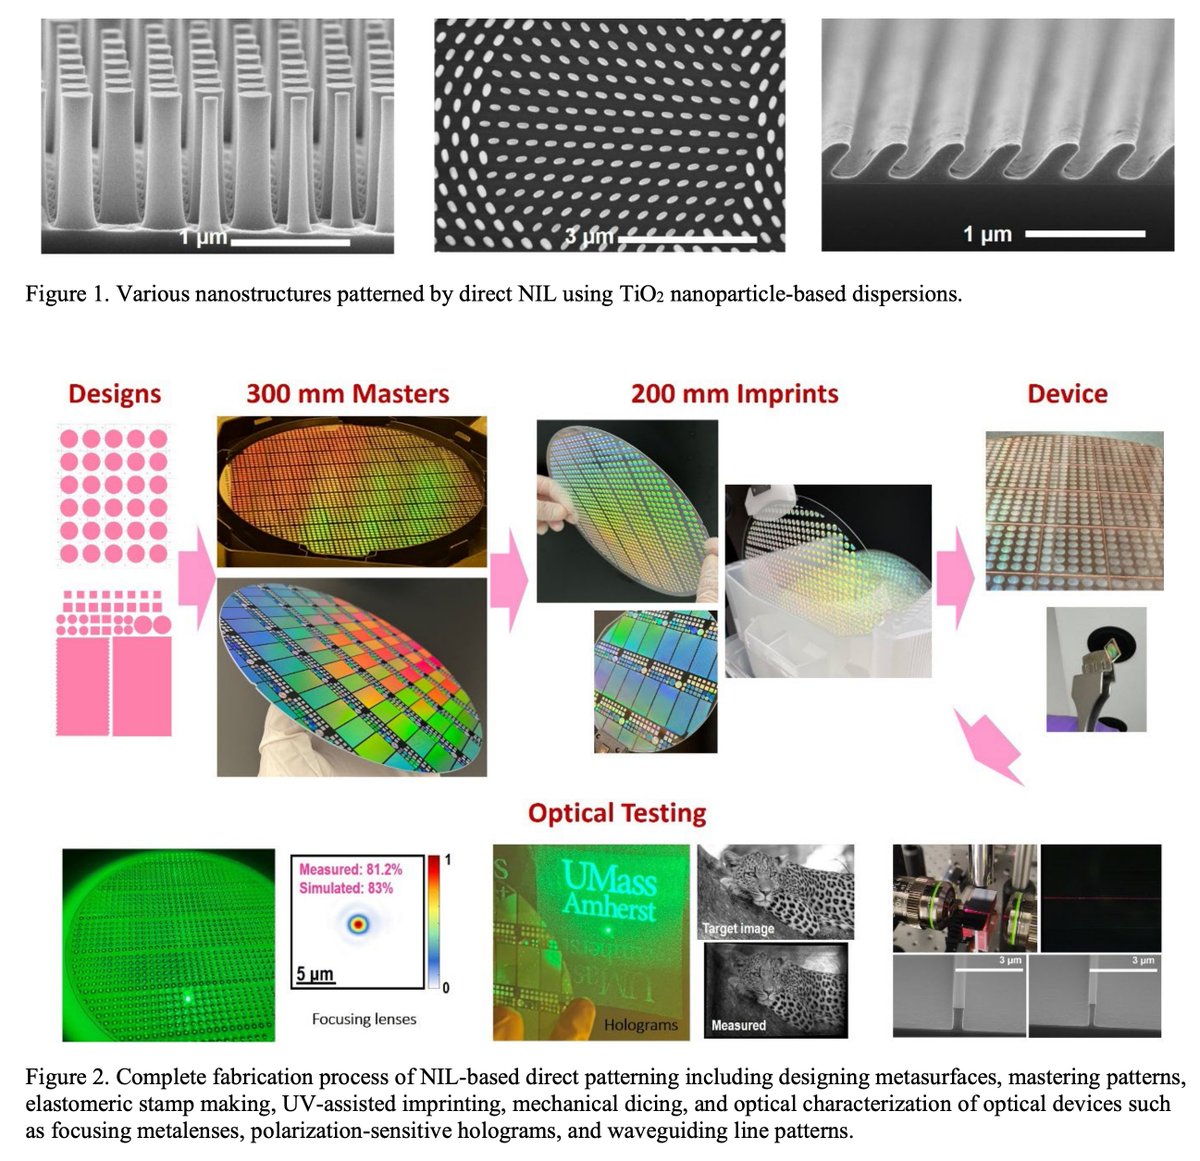 1 μm
3 μm
1 μm
Figure 1. Various nanostructures patterned by direct NIL using TiO₂ nanoparticle-based dispersions.
Designs
300 mm Masters
200 mm Imprints
Device
Optical Testing
Measured: 81.2%
Simulated: 83%
5 μm
1
0
Focusing lenses
UMass
Amherst
Holograms
Target image
Measured
3 μm
3 μm
Figure 2. Complete fabrication process of NIL-based direct patterning including designing metasurfaces, mastering patterns,
elastomeric stamp making, UV-assisted imprinting, mechanical dicing, and optical characterization of optical devices such
as focusing metalenses, polarization-sensitive holograms, and waveguiding line patterns.